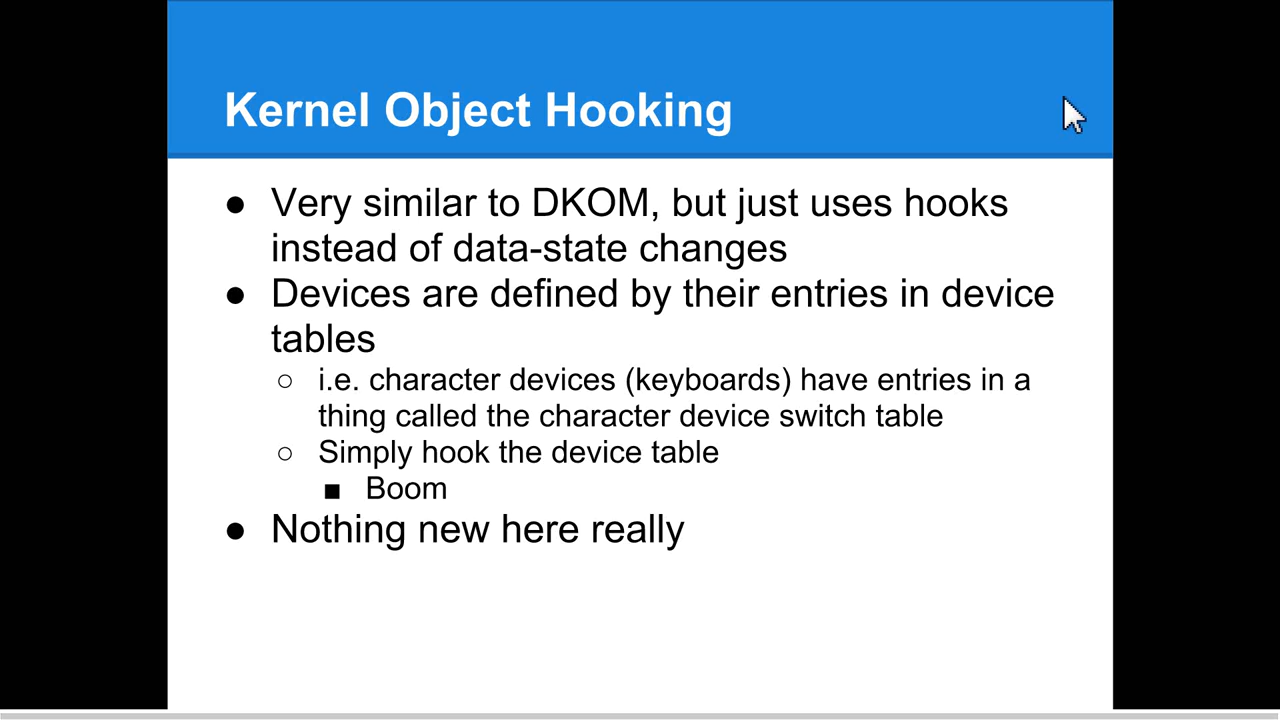 Kernel Object Hooking
● Very similar to DKOM, but just uses hooks
instead of data-state changes
● Devices are defined by their entries in device
tables
○ i.e. character devices (keyboards) have entries in a
thing called the character device switch table
○ Simply hook the device table
■ Boom
● Nothing new here really